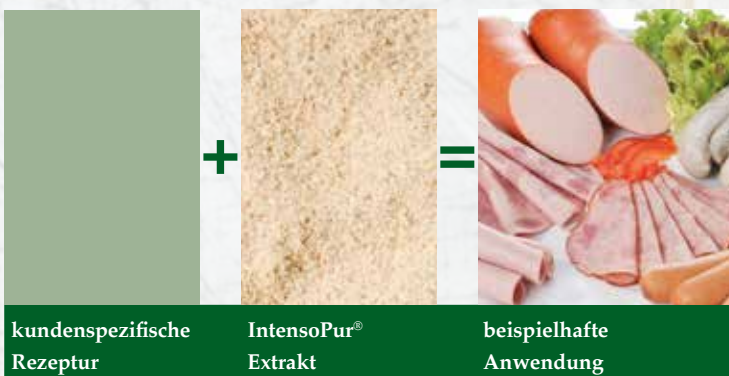 + =
kundenspezifische IntensoPur® beispielhafte
Rezeptur Extrakt Anwendung